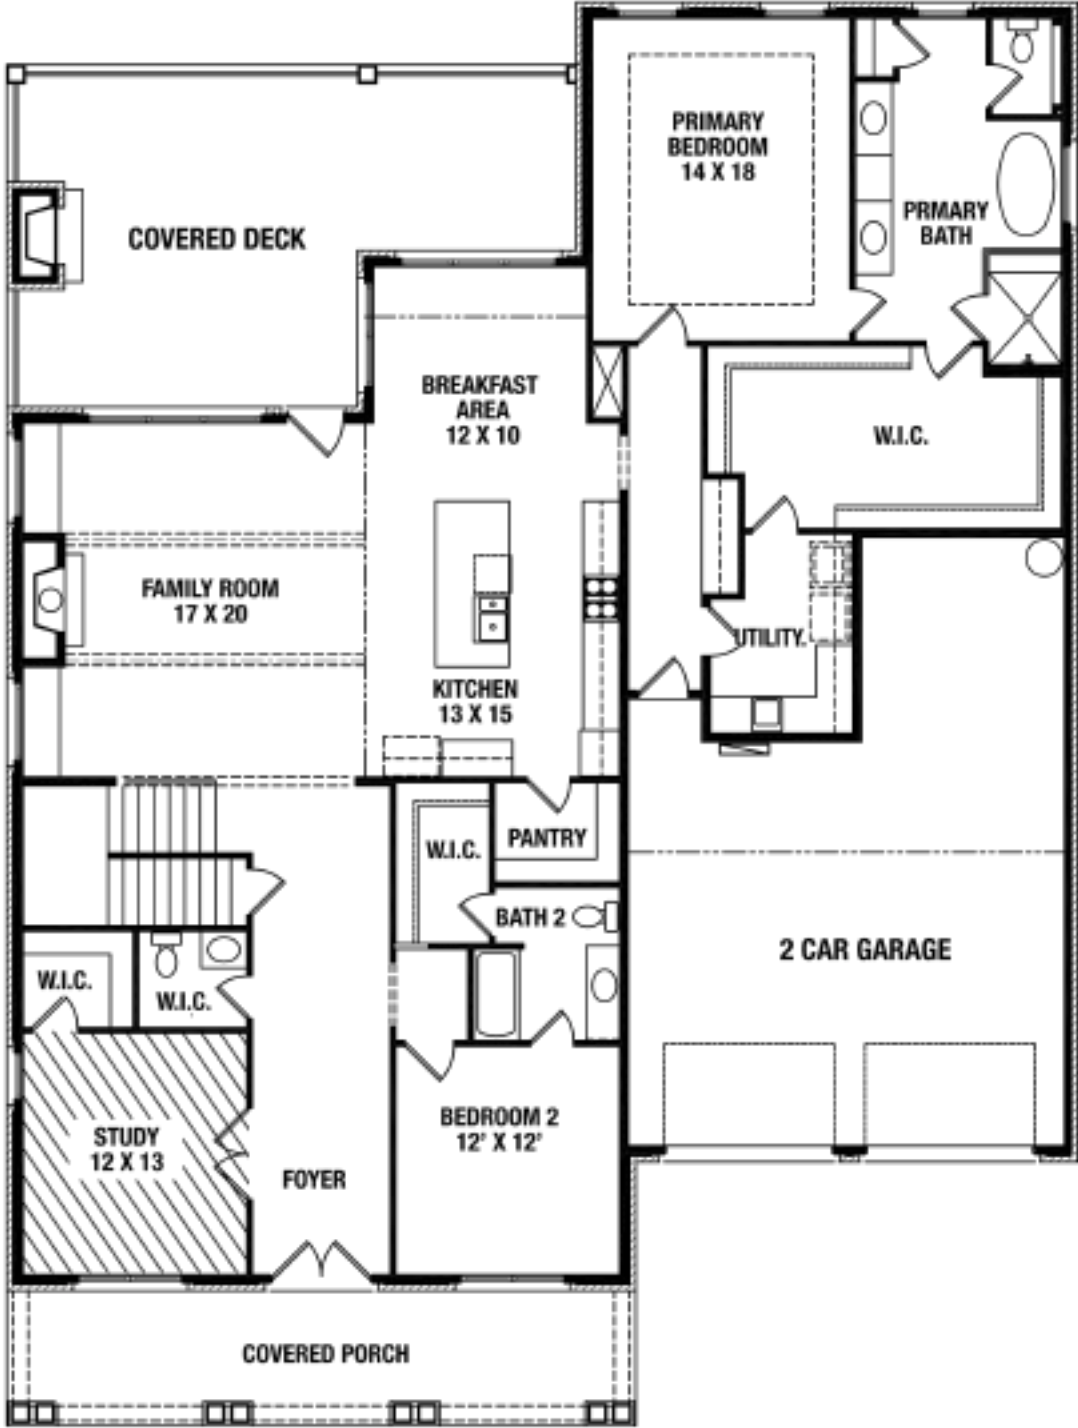 PRIMARY
BEDROOM
14 X 18
PRMARY
BATH
COVERED DECK
BREAKFAST
AREA
12 X 10
W.I.C.
FAMILY ROOM
17 X 20
UTILITY.
KITCHEN
13 X 15
W.I.C.
PANTRY
BATH 2
2 CAR GARAGE
W.I.C.
W.I.C.
STUDY
12 X 13
BEDROOM 2
12' X 12'
FOYER
COVERED PORCH